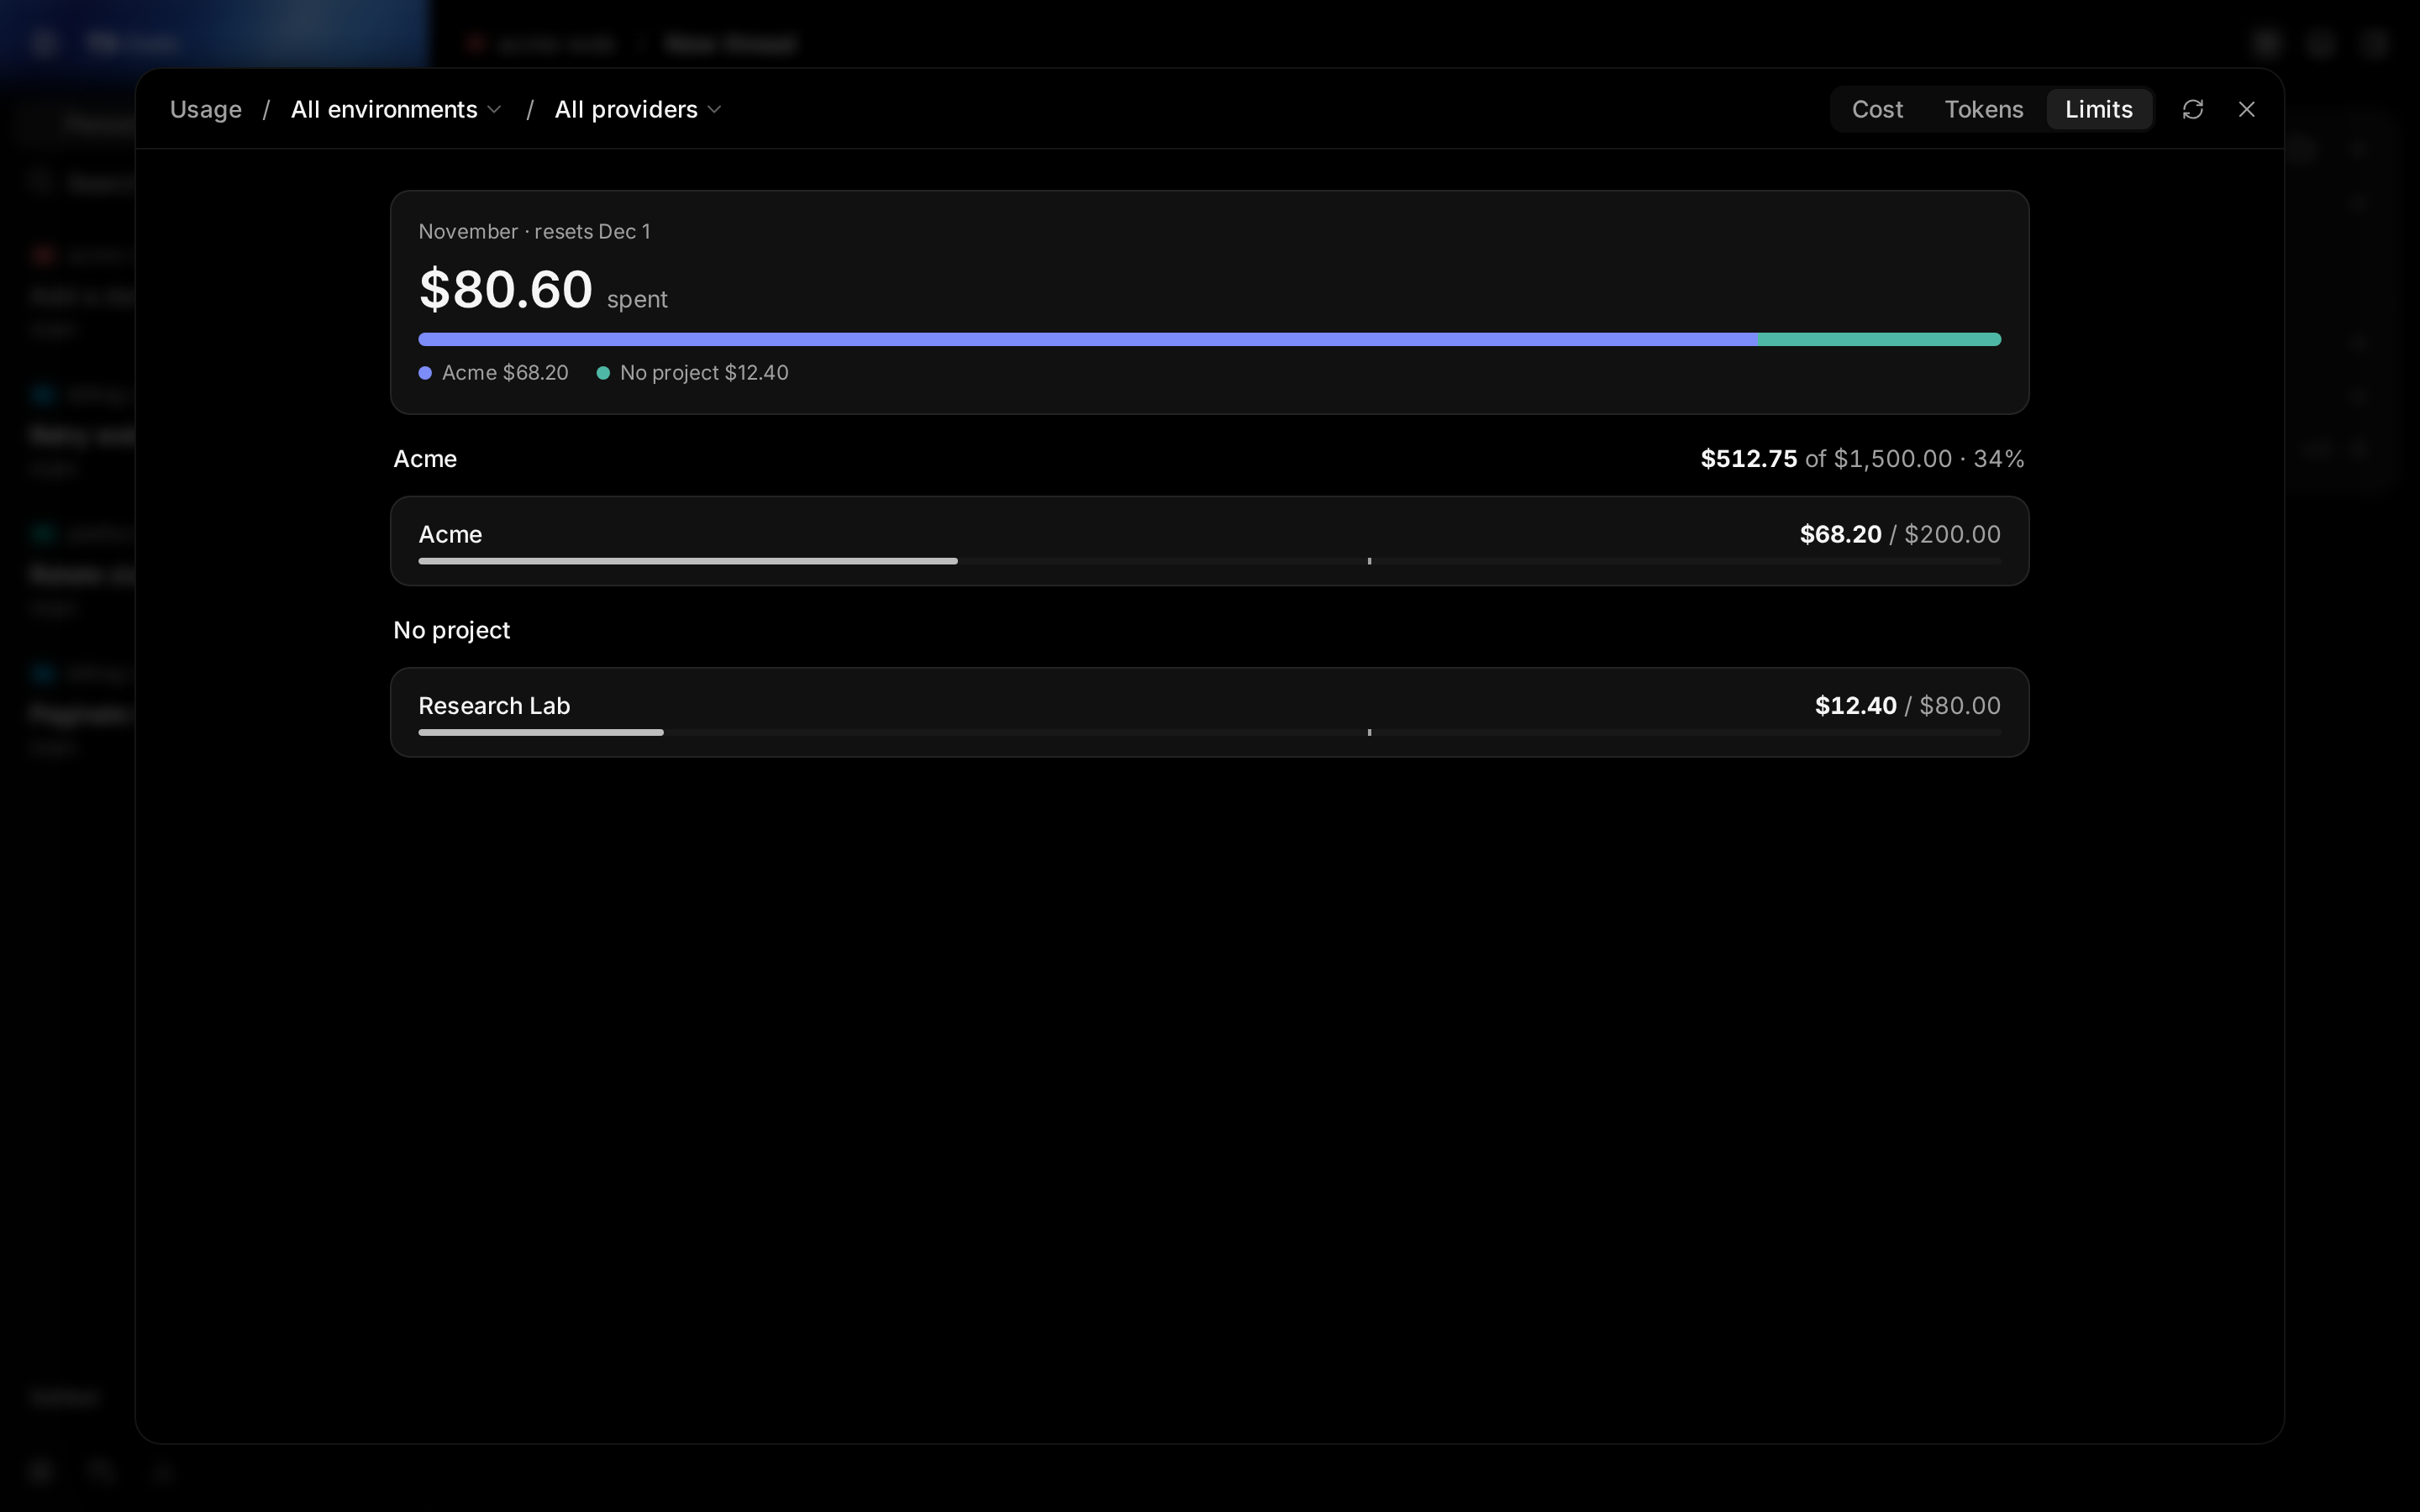 Usage / All environments / All providers
Cost Tokens Limits
November · resets Dec 1
$80.60 spent
Acme $68.20 No project $12.40
Acme $512.75 of $1,500.00 · 34%
Acme $68.20 / $200.00
No project
Research Lab $12.40 / $80.00